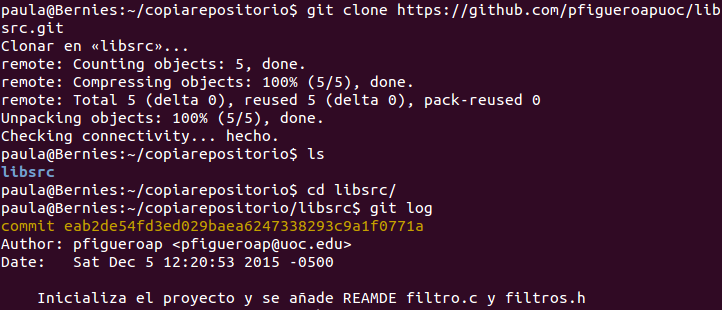 paula@Bernies:~/copiarepositorio$ git clone https://github.com/pfigueroapuoc/lib
src.git
Clonar en «libsrc»...
remote: Counting objects: 5, done.
remote: Compressing objects: 100% (5/5), done.
remote: Total 5 (delta 0), reused 5 (delta 0), pack-reused 0
Unpacking objects: 100% (5/5), done.
Checking connectivity... hecho.
paula@Bernies:~/copiarepositorio$ ls
libsrc
paula@Bernies:~/copiarepositorio$ cd libsrc/
paula@Bernies:~/copiarepositorio/libsrc$ git log
commit eab2de54fd3ed029baea6247338293c9a1f0771a
Author: pfigueroap <pfigueroap@uoc.edu>
Date:   Sat Dec 5 12:20:53 2015 -0500
    Inicializa el proyecto y se añade REAMDE filtro.c y filtros.h